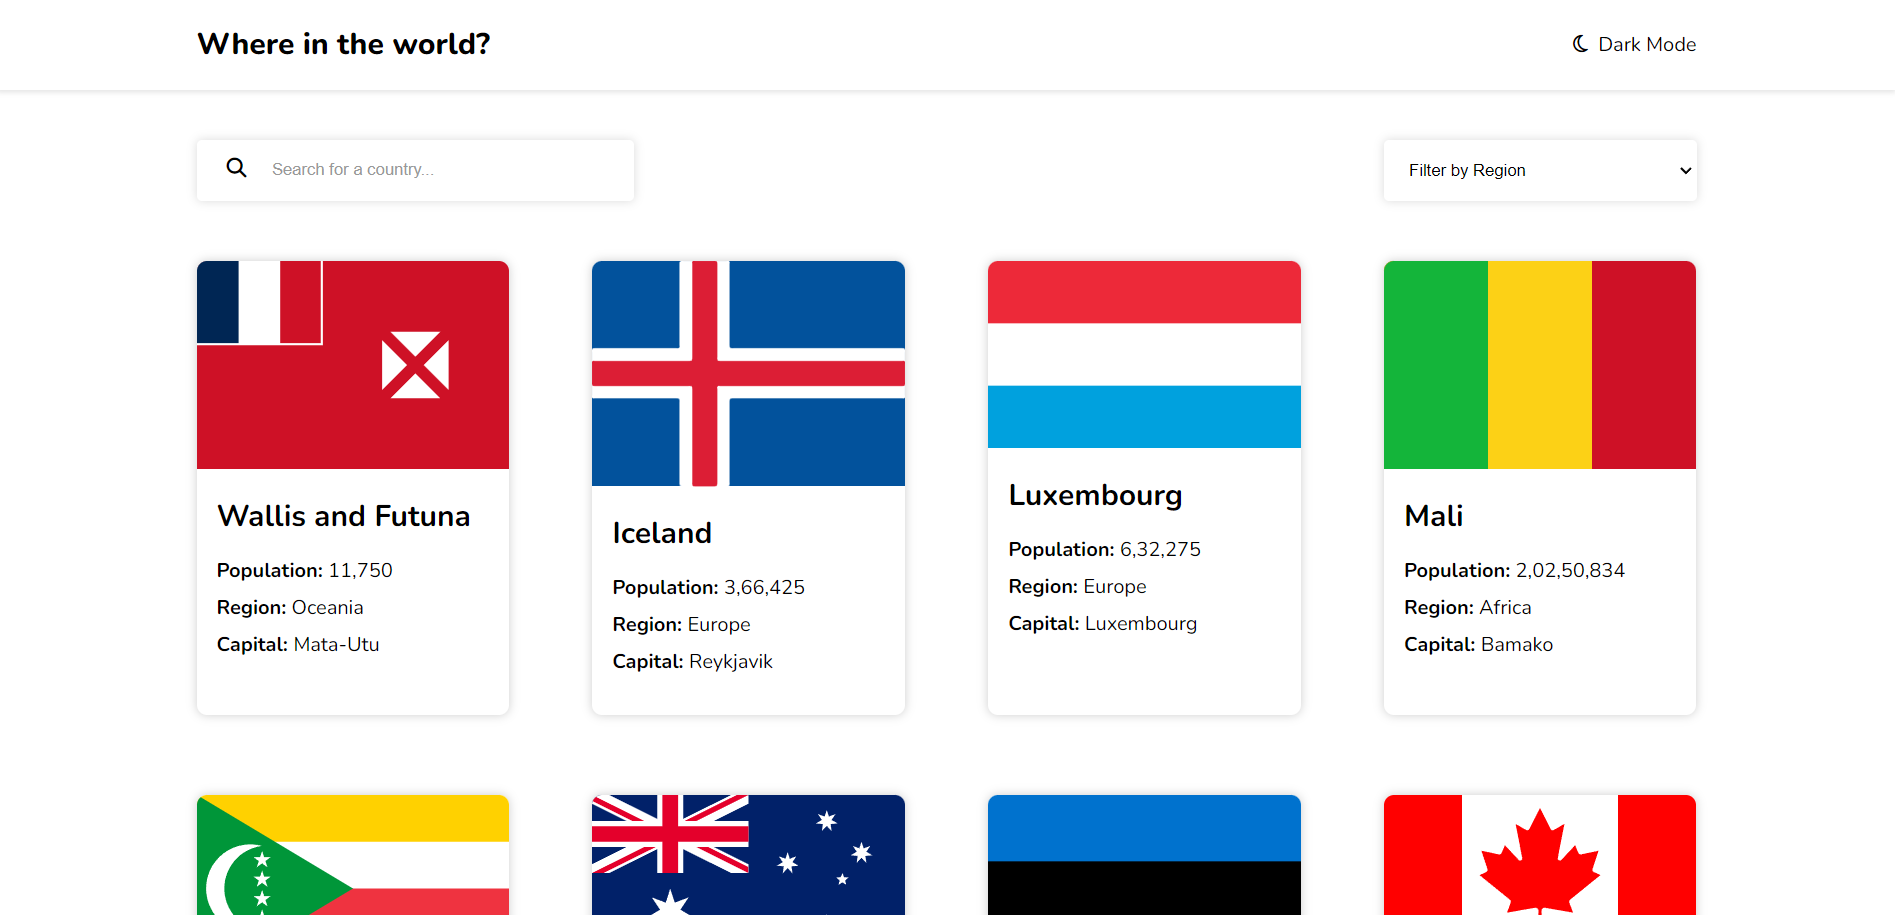 Where in the world?
Dark Mode
Search for a country...
Filter by Region
Wallis and Futuna
Population: 11,750
Region: Oceania
Capital: Mata-Utu
Iceland
Population: 3,66,425
Region: Europe
Capital: Reykjavik
Luxembourg
Population: 6,32,275
Region: Europe
Capital: Luxembourg
Mali
Population: 2,02,50,834
Region: Africa
Capital: Bamako